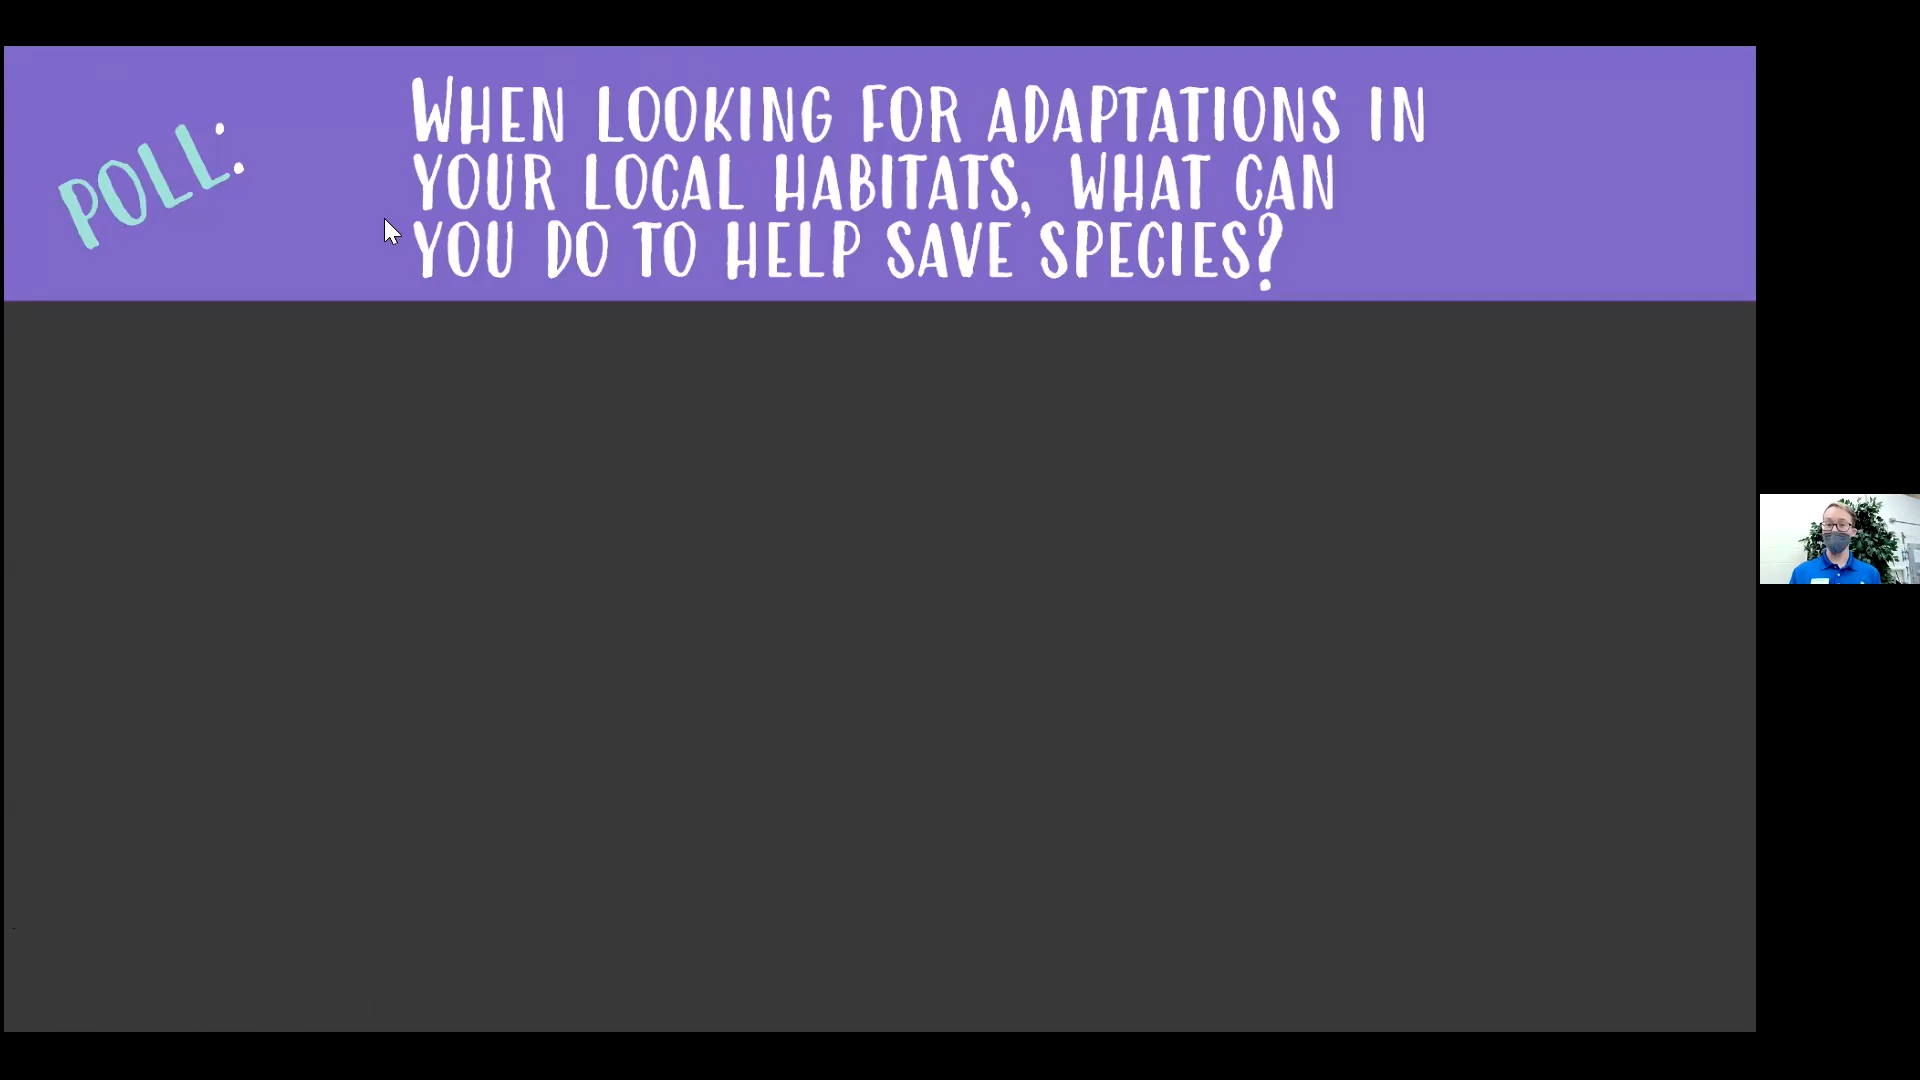 POLL:
WHEN LOOKING FOR ADAPTATIONS IN
YOUR LOCAL HABITATS, WHAT CAN
YOU DO TO HELP SAVE SPECIES?